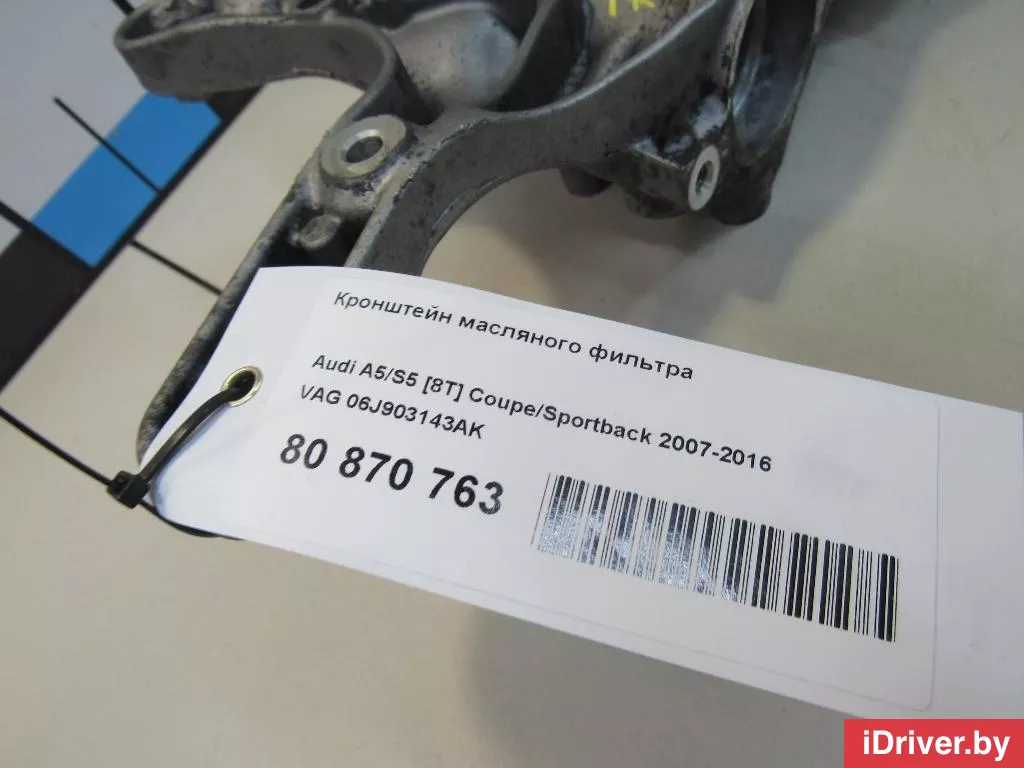 Кронштейн масляного фильтра
Audi A5/S5 [8T] Coupe/Sportback 2007-2016
VAG 06J903143AK
80 870 763
iDriver.by